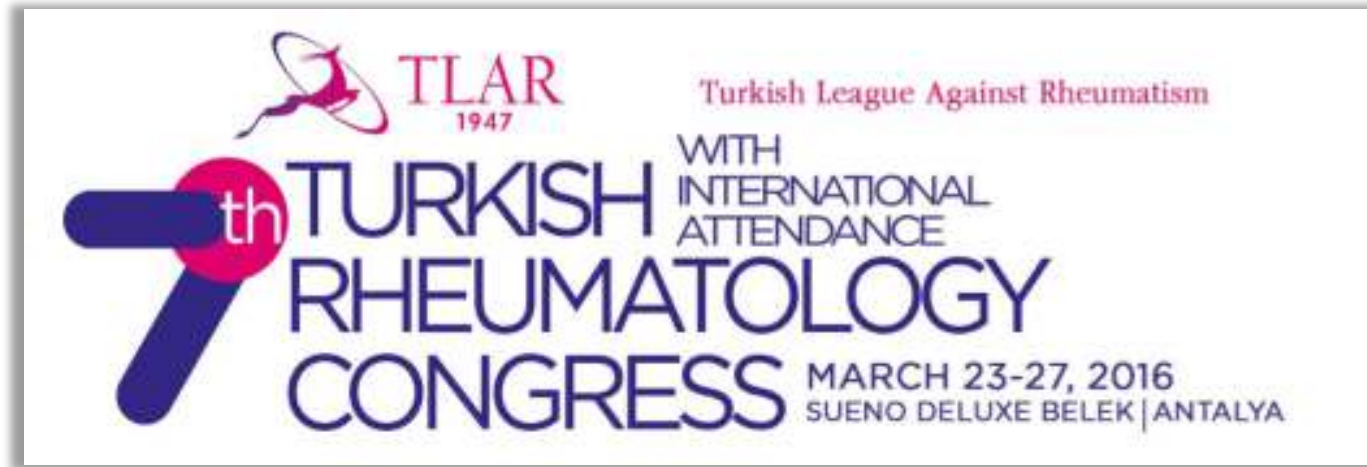 TLAR
1947
Turkish League Against Rheumatism
7th TURKISH
WITH
INTERNATIONAL
ATTENDANCE
RHEUMATOLOGY
CONGRESS
MARCH 23-27, 2016
SUENO DELUXE BELEK | ANTALYA